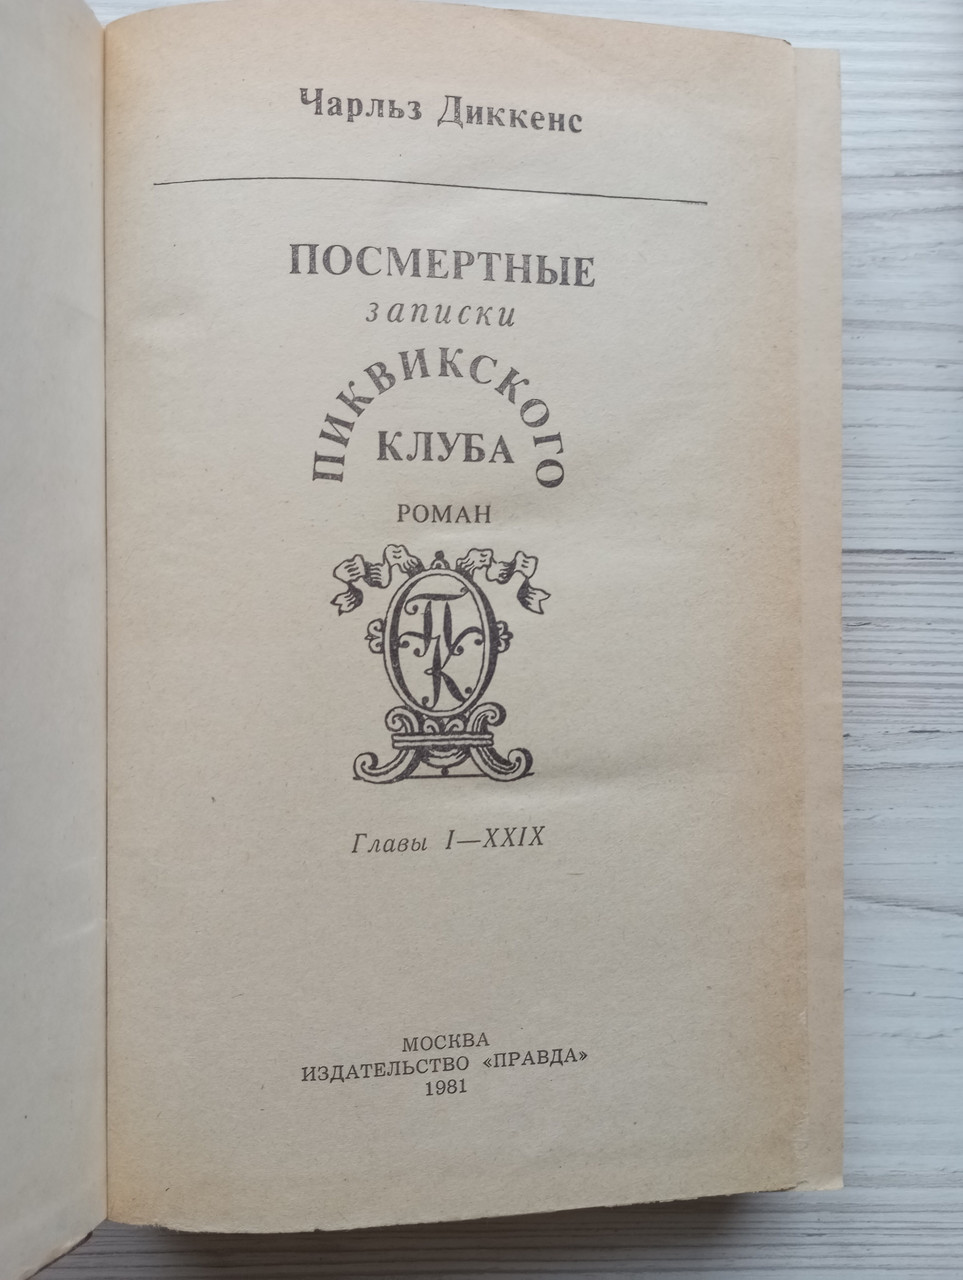 Чарльз Диккенс
ПОСМЕРТНЫЕ
записки
ПИКВИКСКОГО
КЛУБА
РОМАН
ПК
Главы I—XXIX
МОСКВА
ИЗДАТЕЛЬСТВО «ПРАВДА»
1981